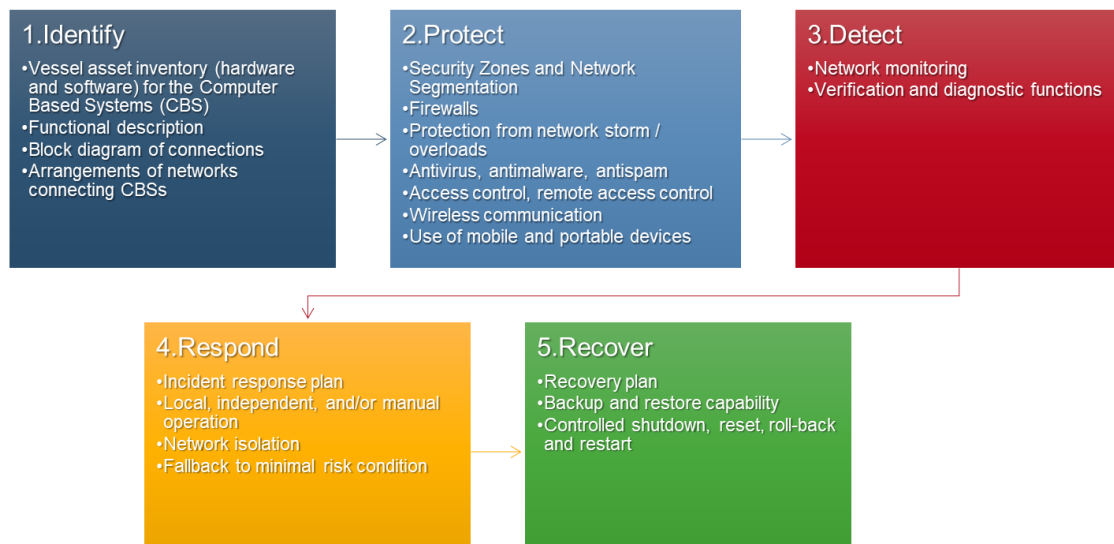 1.Identify
•Vessel asset inventory (hardware
and software) for the Computer
Based Systems (CBS)
•Functional description
•Block diagram of connections
•Arrangements of networks
connecting CBSs
2.Protect
•Security Zones and Network
Segmentation
•Firewalls
•Protection from network storm /
overloads
•Antivirus, antimalware, antispam
•Access control, remote access control
•Wireless communication
•Use of mobile and portable devices
3.Detect
•Network monitoring
•Verification and diagnostic functions
4.Respond
•Incident response plan
•Local, independent, and/or manual
operation
•Network isolation
•Fallback to minimal risk condition
5.Recover
•Recovery plan
•Backup and restore capability
•Controlled shutdown, reset, roll-back
and restart